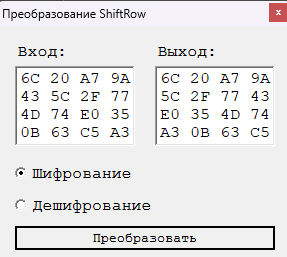 Преобразование ShiftRow
Вход: Выход:
6C 20 A7 9A 6C 20 A7 9A
43 5C 2F 77 5C 2F 77 43
4D 74 E0 35 E0 35 4D 74
0B 63 C5 A3 A3 0B 63 C5
Шифрование
Дешифрование
Преобразовать